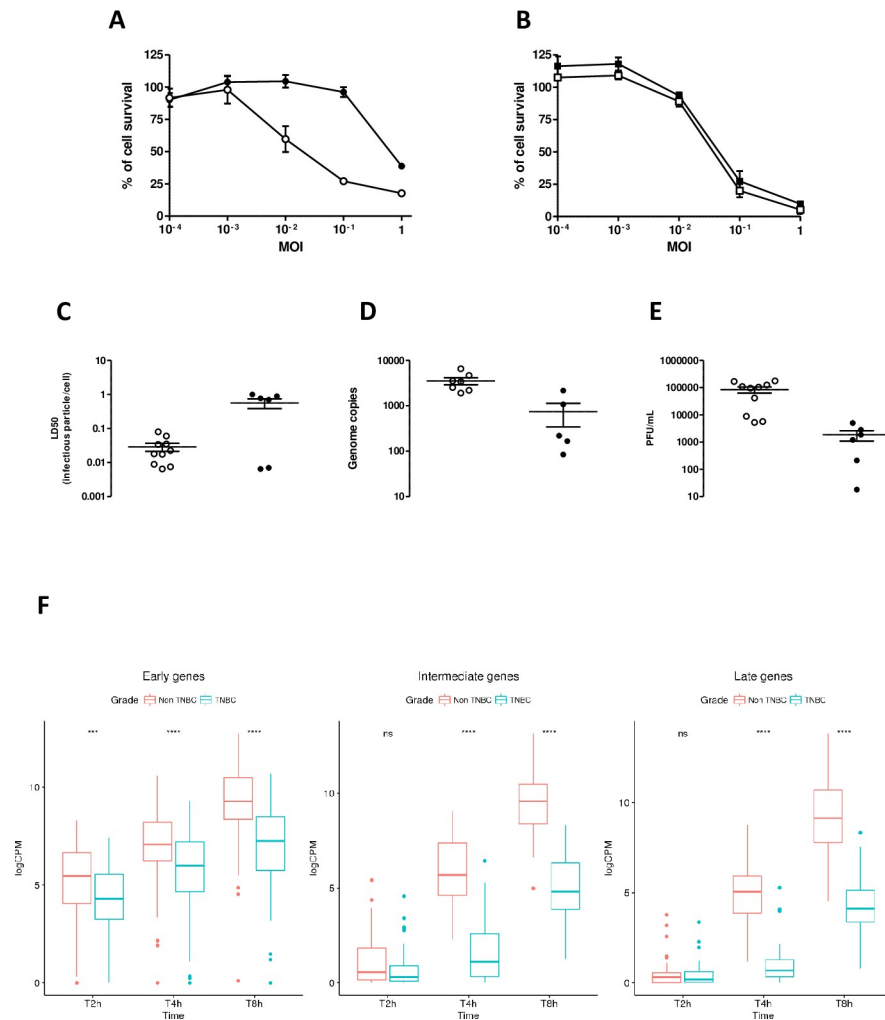 A
B
125
100
75
50
25
0
% of cell survival
10-4
10-3
10-2
10-1
1
MOI
125
100
75
50
25
0
% of cell survival
10-4
10-3
10-2
10-1
1
MOI
C
D
E
10
1
0.1
0.01
0.001
LD50
(Infectious particle/cell)
10000
1000
100
10
Genome copies
1000000
100000
10000
1000
100
10
PFU/mL
F
Early genes
Grade Non TNBC TNBC
*** **** ****
10
5
0
logCPM
T2h T4h T8h
Time
Intermediate genes
Grade Non TNBC TNBC
ns **** ****
10
5
0
logCPM
T2h T4h T8h
Time
Late genes
Grade Non TNBC TNBC
ns **** ****
10
5
0
logCPM
T2h T4h T8h
Time